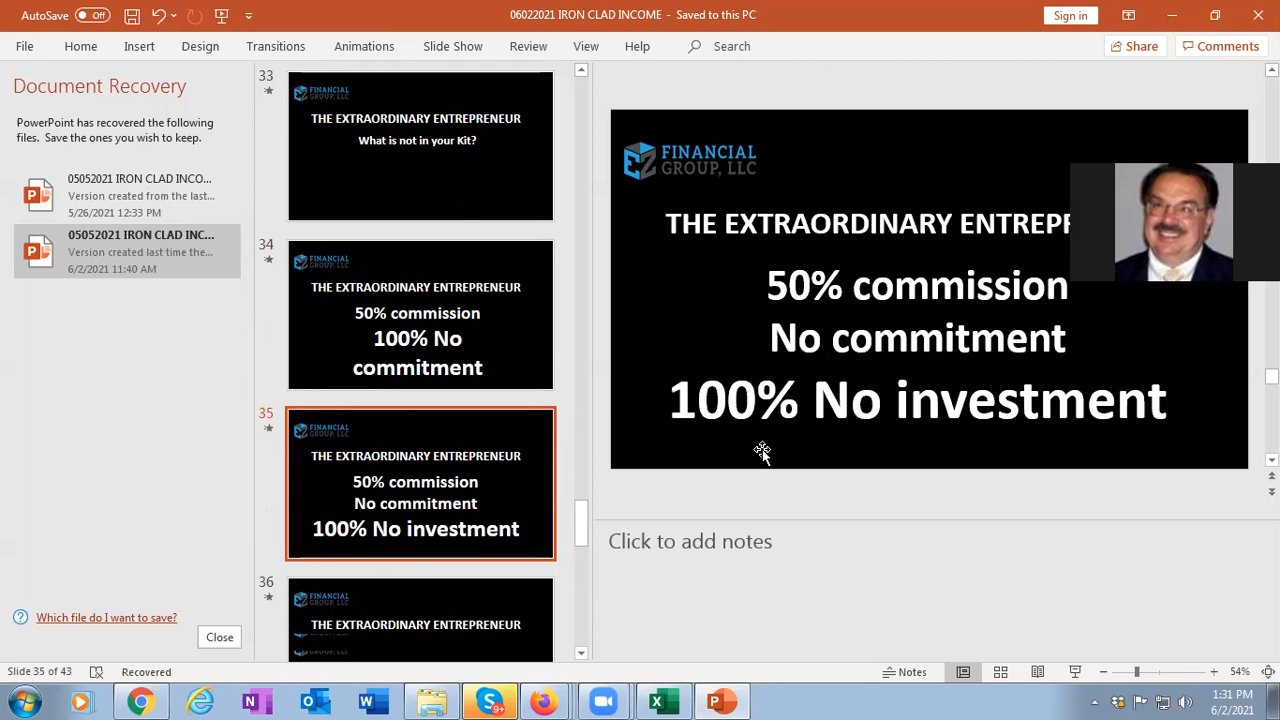 AutoSave Off
06022021 IRON CLAD INCOME - Saved to this PC
Sign in
File Home Insert Design Transitions Animations Slide Show Review View Help Search
Share Comments
Document Recovery
PowerPoint has recovered the following
files. Save the ones you wish to keep.
05052021 IRON CLAD INCO...
Version created from the last...
5/26/2021 12:33 PM
05052021 IRON CLAD INC...
Version created last time the...
6/2/2021 11:40 AM
Which file do I want to save?
Close
33
FINANCIAL
GROUP, LLC
THE EXTRAORDINARY ENTREPRENEUR
What is not in your Kit?
34
FINANCIAL
GROUP, LLC
THE EXTRAORDINARY ENTREPRENEUR
50% commission
100% No
commitment
35
FINANCIAL
GROUP, LLC
THE EXTRAORDINARY ENTREPRENEUR
50% commission
No commitment
100% No investment
36
FINANCIAL
GROUP, LLC
THE EXTRAORDINARY ENTREPRENEUR
EZ FINANCIAL
GROUP, LLC
THE EXTRAORDINARY ENTREPR
50% commission
No commitment
100% No investment
Click to add notes
Slide 35 of 43
Recovered
Notes
54%
1:31 PM
6/2/2021